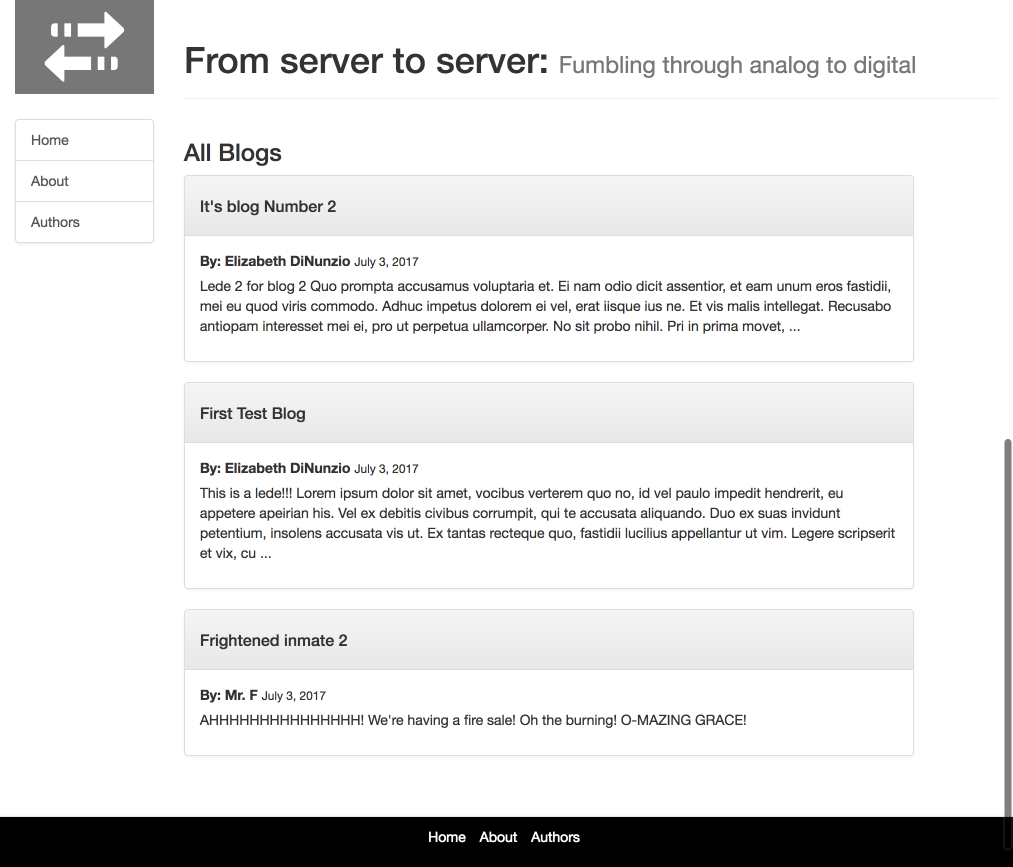 From server to server: Fumbling through analog to digital
Home
About
Authors
All Blogs
It's blog Number 2
By: Elizabeth DiNunzio July 3, 2017
Lede 2 for blog 2 Quo prompta accusamus voluptaria et. Ei nam odio dicit assentior, et eam unum eros fastidii,
mei eu quod viris commodo. Adhuc impetus dolorem ei vel, erat iisque ius ne. Et vis malis intellegat. Recusabo
antiopam interesset mei ei, pro ut perpetua ullamcorper. No sit probo nihil. Pri in prima movet, ...
First Test Blog
By: Elizabeth DiNunzio July 3, 2017
This is a lede!!! Lorem ipsum dolor sit amet, vocibus verterem quo no, id vel paulo impedit hendrerit, eu
appetere apeirian his. Vel ex debitis civibus corrumpit, qui te accusata aliquando. Duo ex suas invidunt
petentium, insolens accusata vis ut. Ex tantas recteque quo, fastidii lucilius appellantur ut vim. Legere scripserit
et vix, cu ...
Frightened inmate 2
By: Mr. F July 3, 2017
AHHHHHHHHHHHHHHH! We're having a fire sale! Oh the burning! O-MAZING GRACE!
Home About Authors